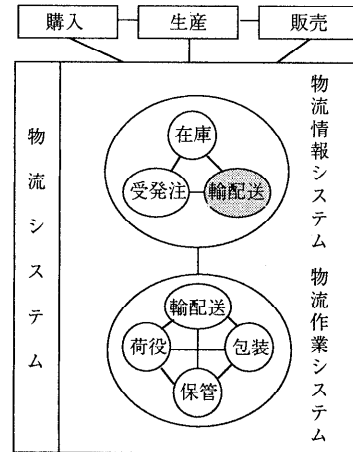 購入
生産
販売
物流システム
物流情報システム
在庫
受発注
輸配送
物流作業システム
輸配送
荷役
包装
保管